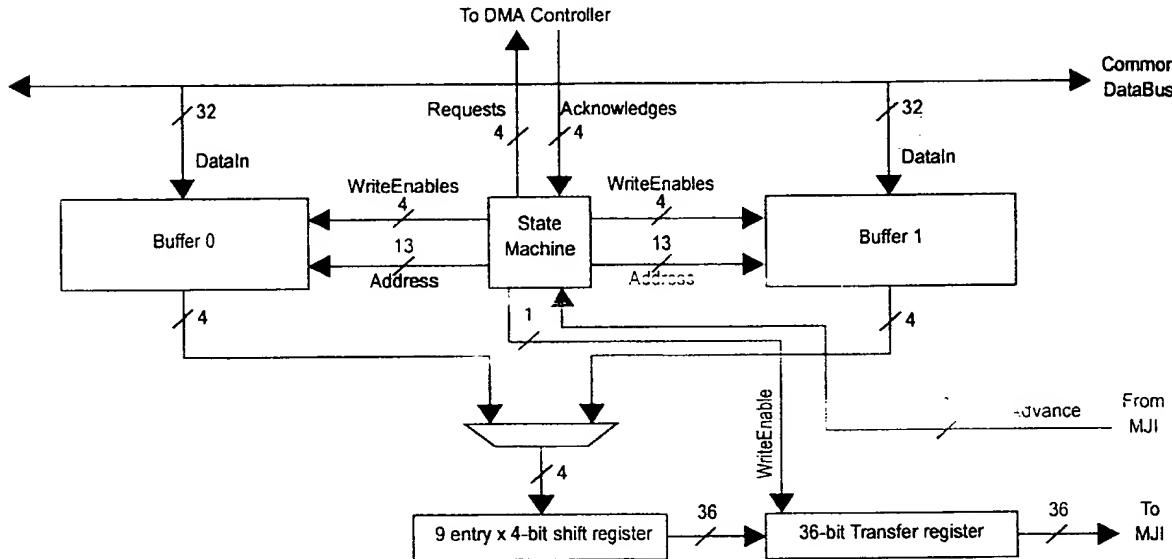 To DMA Controller
Common
DataBus
32
Requests
4
Acknowledges
4
32
DataIn
DataIn
WriteEnables
4
WriteEnables
4
Buffer 0
State
Machine
Buffer 1
13
Address
13
Address
4
1
4
WriteEnable
From
MJI
4
9 entry x 4-bit shift register
36
36-bit Transfer register
36
To
MJI